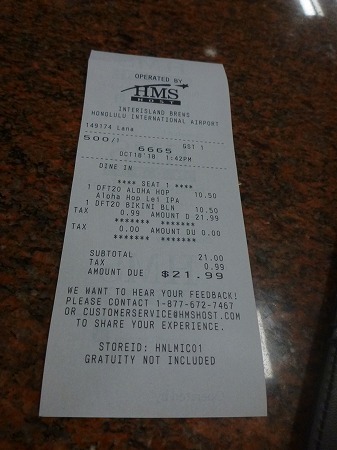 OPERATED BY
HMS
HOST
INTERISLAND BREWS
HONOLULU INTERNATIONAL AIRPORT
149174 Lena
500/1
6665 GST 1
OCT18'18 1:42PM
DINE IN
**** SEAT 1 ****
1 DFT20 ALOHA HOP 10.50
Aloha Hop Lei IPA
1 DFT20 BIKINI BLN 10.50
TAX 0.99 AMOUNT D 21.99
******* *******
TAX 0.00 AMOUNT DU 0.00
******* *******
SUBTOTAL 21.00
TAX 0.99
AMOUNT DUE $21.99
WE WANT TO HEAR YOUR FEEDBACK!
PLEASE CONTACT 1-877-672-7467
OR CUSTOMERSERVICE@HMSHOST.COM
TO SHARE YOUR EXPERIENCE.
STOREID: HNLMIC01
GRATUITY NOT INCLUDED